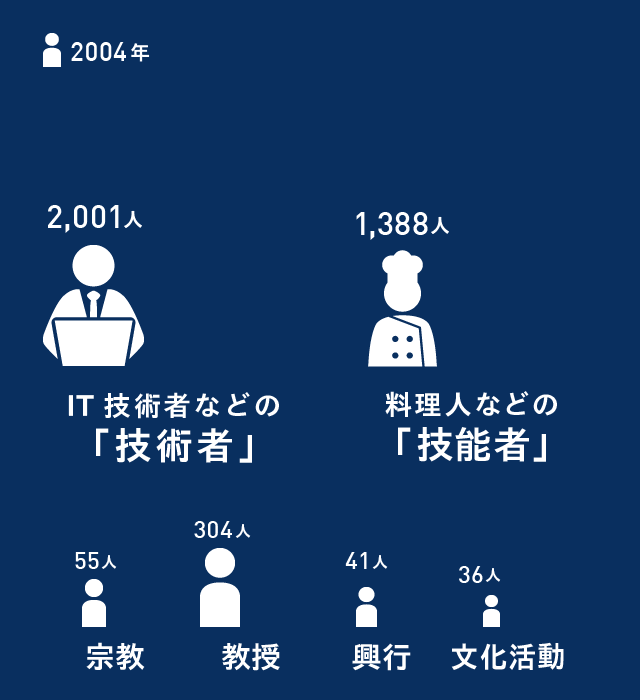 2004年
2,001人
1,388人
IT技術者などの
「技術者」
料理人などの
「技能者」
304人
55人
41人
36人
宗教
教授
興行
文化活動